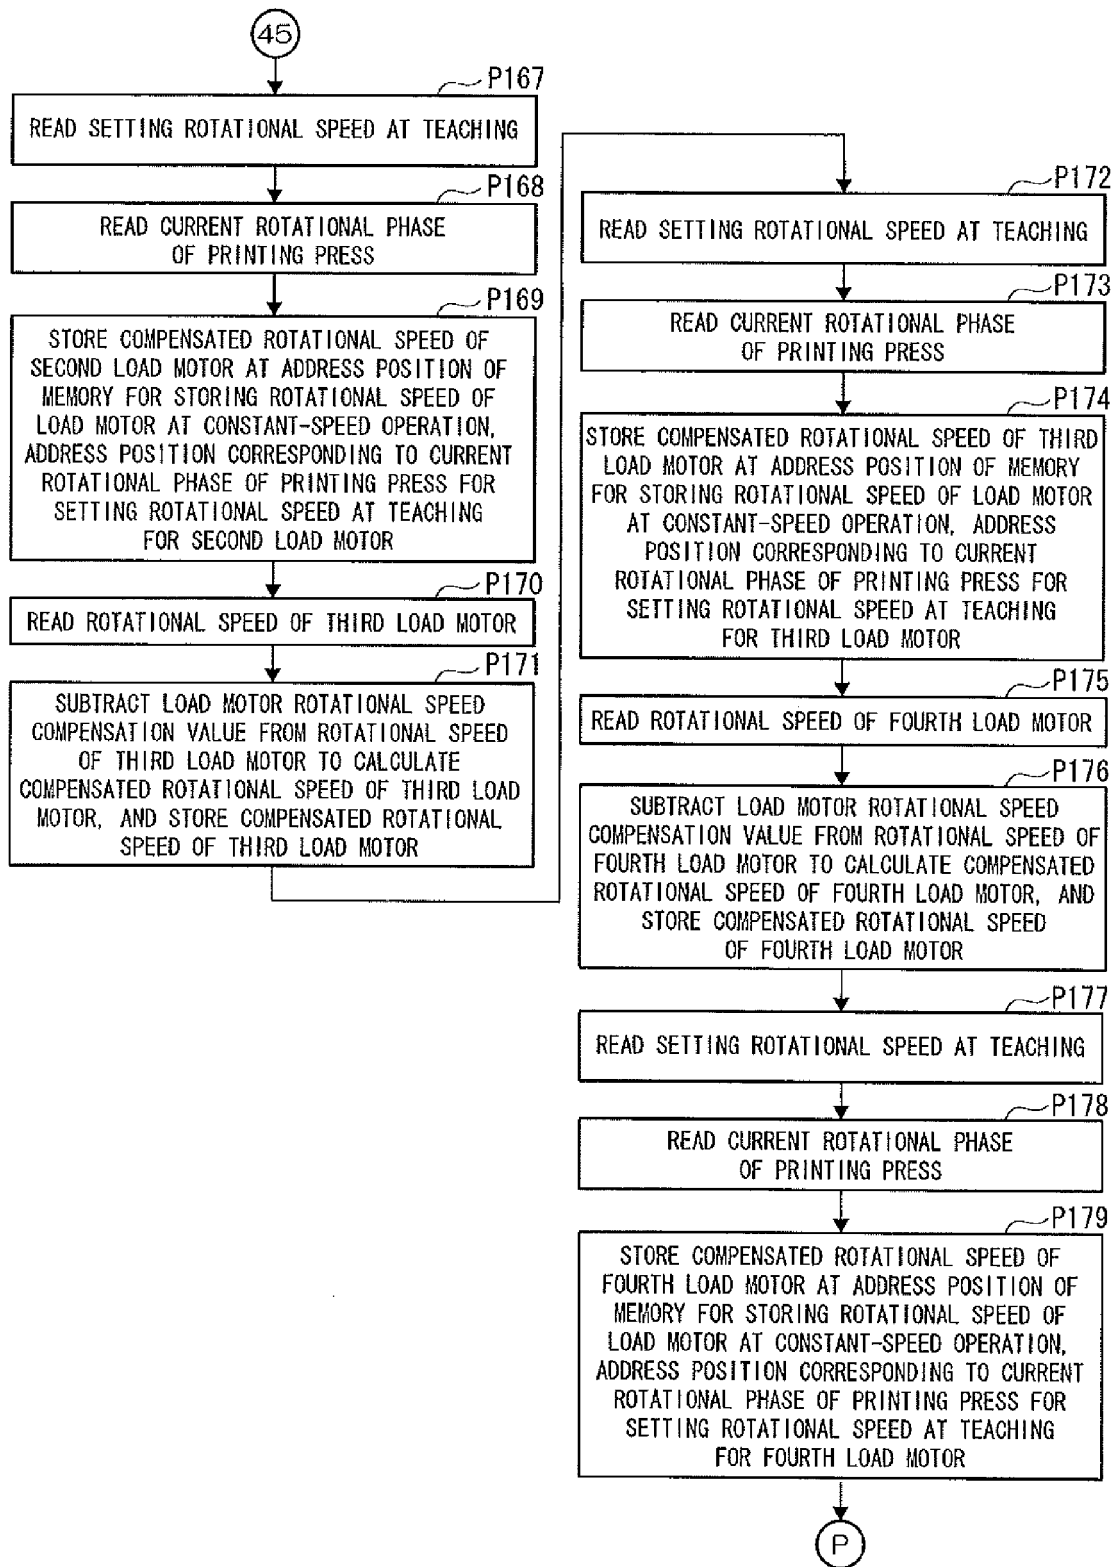 45
P167
READ SETTING ROTATIONAL SPEED AT TEACHING
P168
READ CURRENT ROTATIONAL PHASE
OF PRINTING PRESS
P169
STORE COMPENSATED ROTATIONAL SPEED OF
SECOND LOAD MOTOR AT ADDRESS POSITION OF
MEMORY FOR STORING ROTATIONAL SPEED OF
LOAD MOTOR AT CONSTANT-SPEED OPERATION,
ADDRESS POSITION CORRESPONDING TO CURRENT
ROTATIONAL PHASE OF PRINTING PRESS FOR
SETTING ROTATIONAL SPEED AT TEACHING
FOR SECOND LOAD MOTOR
P170
READ ROTATIONAL SPEED OF THIRD LOAD MOTOR
P171
SUBTRACT LOAD MOTOR ROTATIONAL SPEED
COMPENSATION VALUE FROM ROTATIONAL SPEED
OF THIRD LOAD MOTOR TO CALCULATE
COMPENSATED ROTATIONAL SPEED OF THIRD LOAD
MOTOR, AND STORE COMPENSATED ROTATIONAL
SPEED OF THIRD LOAD MOTOR
P172
READ SETTING ROTATIONAL SPEED AT TEACHING
P173
READ CURRENT ROTATIONAL PHASE
OF PRINTING PRESS
P174
STORE COMPENSATED ROTATIONAL SPEED OF THIRD
LOAD MOTOR AT ADDRESS POSITION OF MEMORY
FOR STORING ROTATIONAL SPEED OF LOAD MOTOR
AT CONSTANT-SPEED OPERATION, ADDRESS
POSITION CORRESPONDING TO CURRENT
ROTATIONAL PHASE OF PRINTING PRESS FOR
SETTING ROTATIONAL SPEED AT TEACHING
FOR THIRD LOAD MOTOR
P175
READ ROTATIONAL SPEED OF FOURTH LOAD MOTOR
P176
SUBTRACT LOAD MOTOR ROTATIONAL SPEED
COMPENSATION VALUE FROM ROTATIONAL SPEED OF
FOURTH LOAD MOTOR TO CALCULATE COMPENSATED
ROTATIONAL SPEED OF FOURTH LOAD MOTOR, AND
STORE COMPENSATED ROTATIONAL SPEED
OF FOURTH LOAD MOTOR
P177
READ SETTING ROTATIONAL SPEED AT TEACHING
P178
READ CURRENT ROTATIONAL PHASE
OF PRINTING PRESS
P179
STORE COMPENSATED ROTATIONAL SPEED OF
FOURTH LOAD MOTOR AT ADDRESS POSITION OF
MEMORY FOR STORING ROTATIONAL SPEED OF
LOAD MOTOR AT CONSTANT-SPEED OPERATION,
ADDRESS POSITION CORRESPONDING TO CURRENT
ROTATIONAL PHASE OF PRINTING PRESS FOR
SETTING ROTATIONAL SPEED AT TEACHING
FOR FOURTH LOAD MOTOR
P